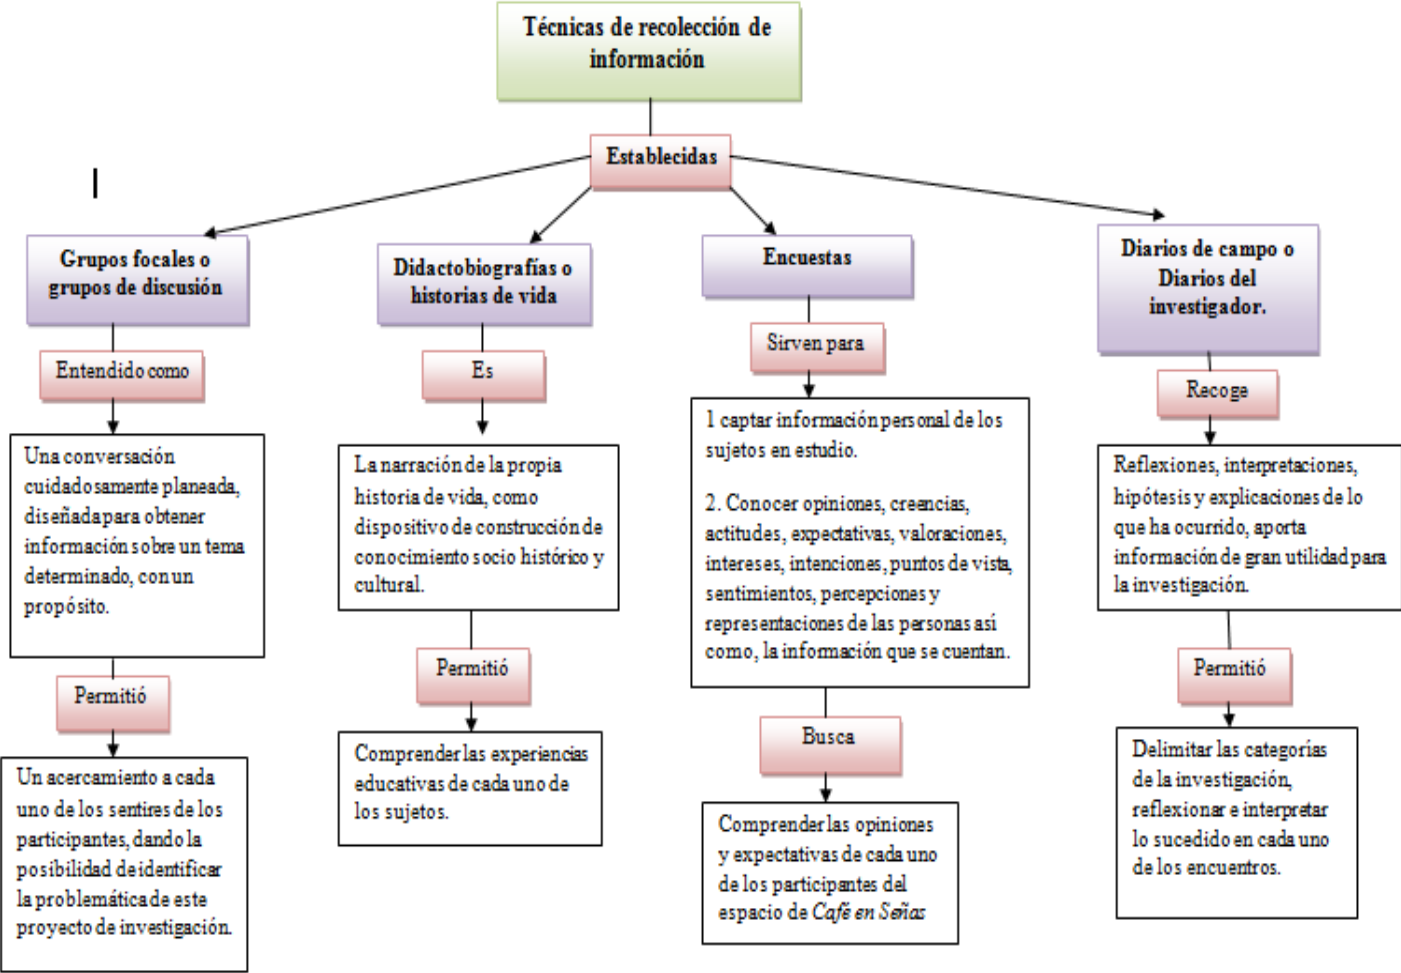 Técnicas de recolección de
información
Establecidas
Grupos focales o
grupos de discusión
Entendido como
Una conversación
cuidadosamente planeada,
diseñada para obtener
información sobre un tema
determinado, con un
propósito.
Permitió
Un acercamiento a cada
uno de los sentires de los
participantes, dando la
posibilidad de identificar
la problemática de este
proyecto de investigación.
Didactobiografías o
historias de vida
Es
La narración de la propia
historia de vida, como
dispositivo de construcción de
conocimiento socio histórico y
cultural.
Permitió
Comprender las experiencias
educativas de cada uno de
los sujetos.
Encuestas
Sirven para
1 captar información personal de los
sujetos en estudio.
2. Conocer opiniones, creencias,
actitudes, expectativas, valoraciones,
intereses, intenciones, puntos de vista,
sentimientos, percepciones y
representaciones de las personas así
como, la información que se cuentan.
Busca
Comprender las opiniones
y expectativas de cada uno
de los participantes del
espacio de Café en Señas
Diarios de campo o
Diarios del
investigador.
Recoge
Reflexiones, interpretaciones,
hipótesis y explicaciones de lo
que ha ocurrido, aporta
información de gran utilidad para
la investigación.
Permitió
Delimitar las categorías
de la investigación,
reflexionar e interpretar
lo sucedido en cada uno
de los encuentros.